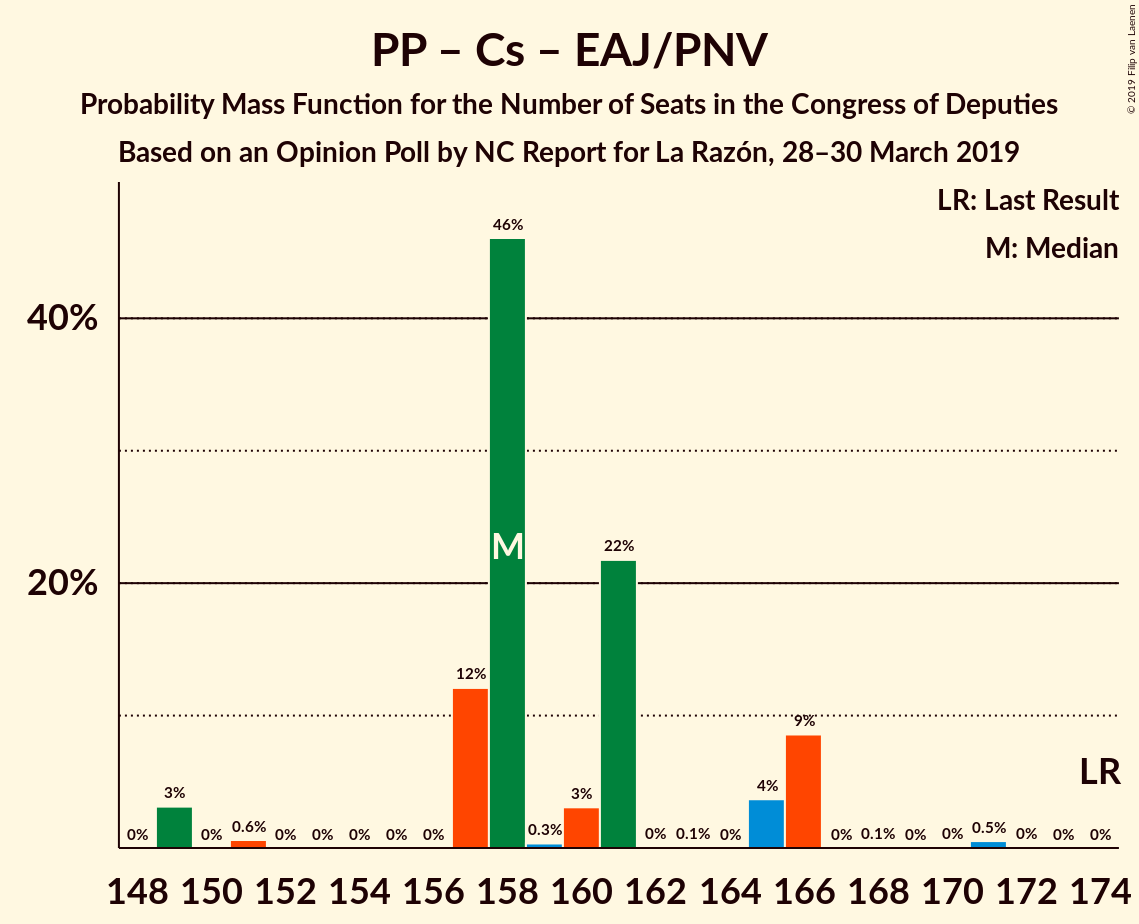 PP – Cs – EAJ/PNV
Probability Mass Function for the Number of Seats in the Congress of Deputies
Based on an Opinion Poll by NC Report for La Razón, 28–30 March 2019
© 2019 Filip van Laenen
LR: Last Result
M: Median
40%
20%
0% 3% 0% 0.6% 0% 0% 0% 0% 0% 12% 46% 0.3% 3% 22% 0% 0.1% 0% 4% 9% 0% 0.1% 0% 0% 0.5% 0% 0% 0%
M
LR
148 150 152 154 156 158 160 162 164 166 168 170 172 174